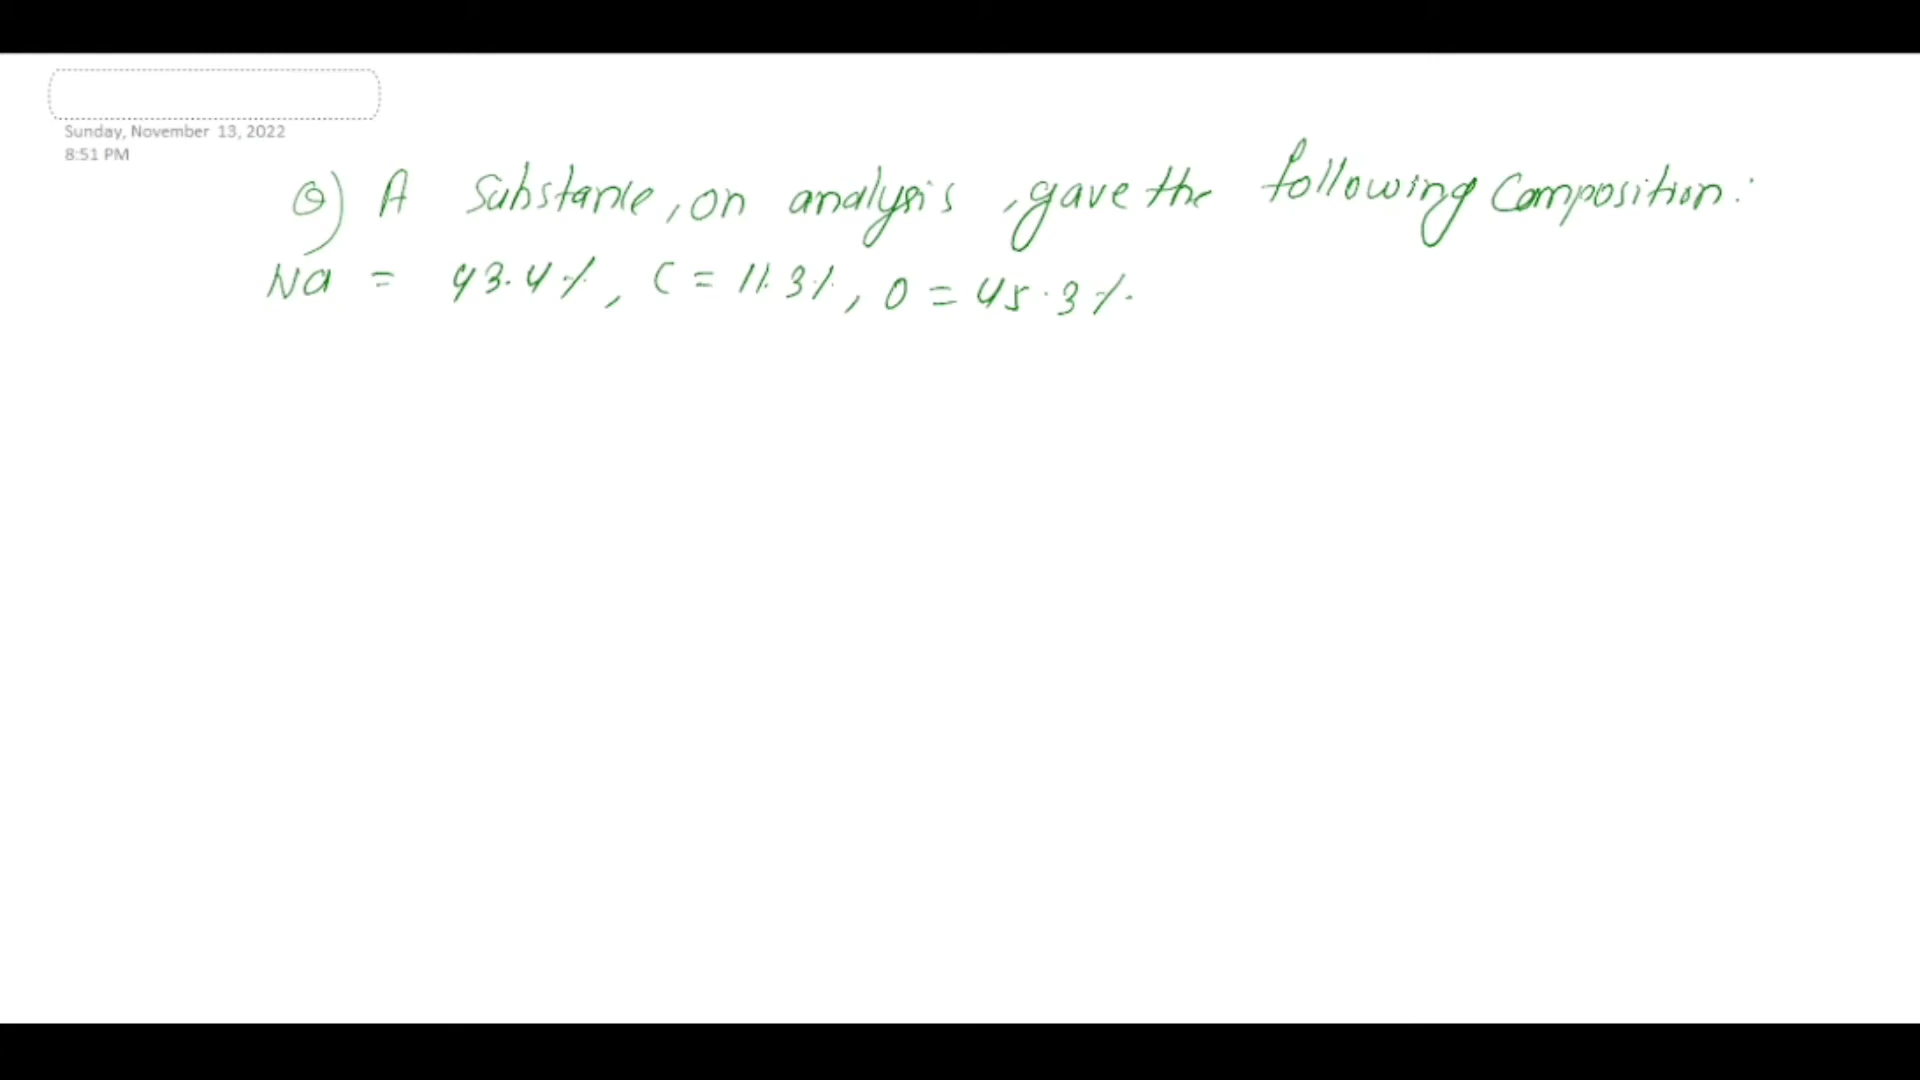 Sunday, November 13, 2022
8:51 PM
Q) A Substance, on analysis, gave the following Composition:
Na = 43.4%, C = 11.3%, O = 45.3%.